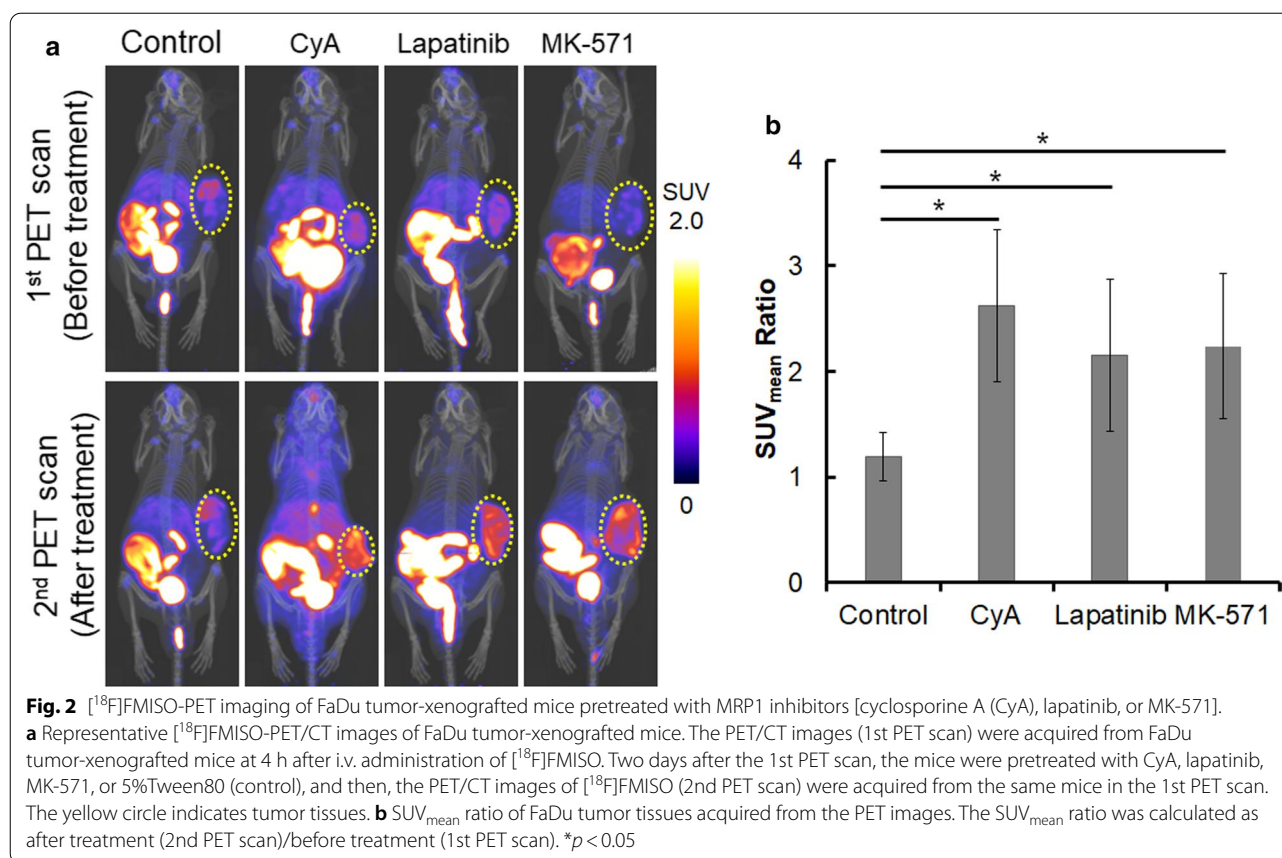 a
Control CyA Lapatinib MK-571
1st PET scan
(Before treatment)
2nd PET scan
(After treatment)
SUV
2.0
0
b
SUVmean Ratio
4
3
2
1
0
* 
*
*
Control CyA Lapatinib MK-571
Fig. 2 [18F]FMISO-PET imaging of FaDu tumor-xenografted mice pretreated with MRP1 inhibitors [cyclosporine A (CyA), lapatinib, or MK-571].
a Representative [18F]FMISO-PET/CT images of FaDu tumor-xenografted mice. The PET/CT images (1st PET scan) were acquired from FaDu
tumor-xenografted mice at 4 h after i.v. administration of [18F]FMISO. Two days after the 1st PET scan, the mice were pretreated with CyA, lapatinib,
MK-571, or 5%Tween80 (control), and then, the PET/CT images of [18F]FMISO (2nd PET scan) were acquired from the same mice in the 1st PET scan.
The yellow circle indicates tumor tissues. b SUVmean ratio of FaDu tumor tissues acquired from the PET images. The SUVmean ratio was calculated as
after treatment (2nd PET scan)/before treatment (1st PET scan). *p < 0.05